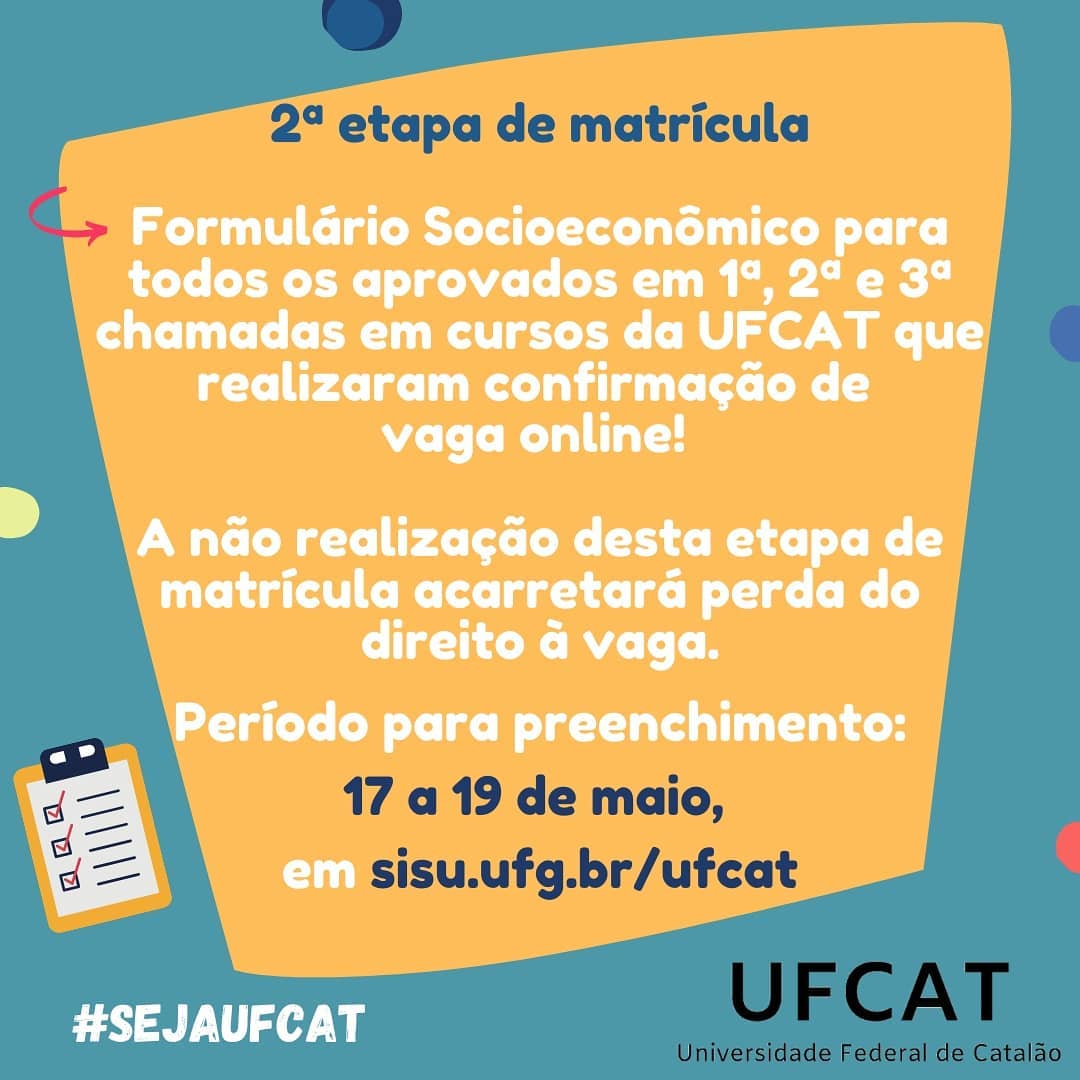 2ª etapa de matrícula
Formulário Socioeconômico para
todos os aprovados em 1ª, 2ª e 3ª
chamadas em cursos da UFCAT que
realizaram confirmação de
vaga online!
A não realização desta etapa de
matrícula acarretará perda do
direito à vaga.
Período para preenchimento:
17 a 19 de maio,
em sisu.ufg.br/ufcat
#SEJAUFCAT
UFCAT
Universidade Federal de Catalão